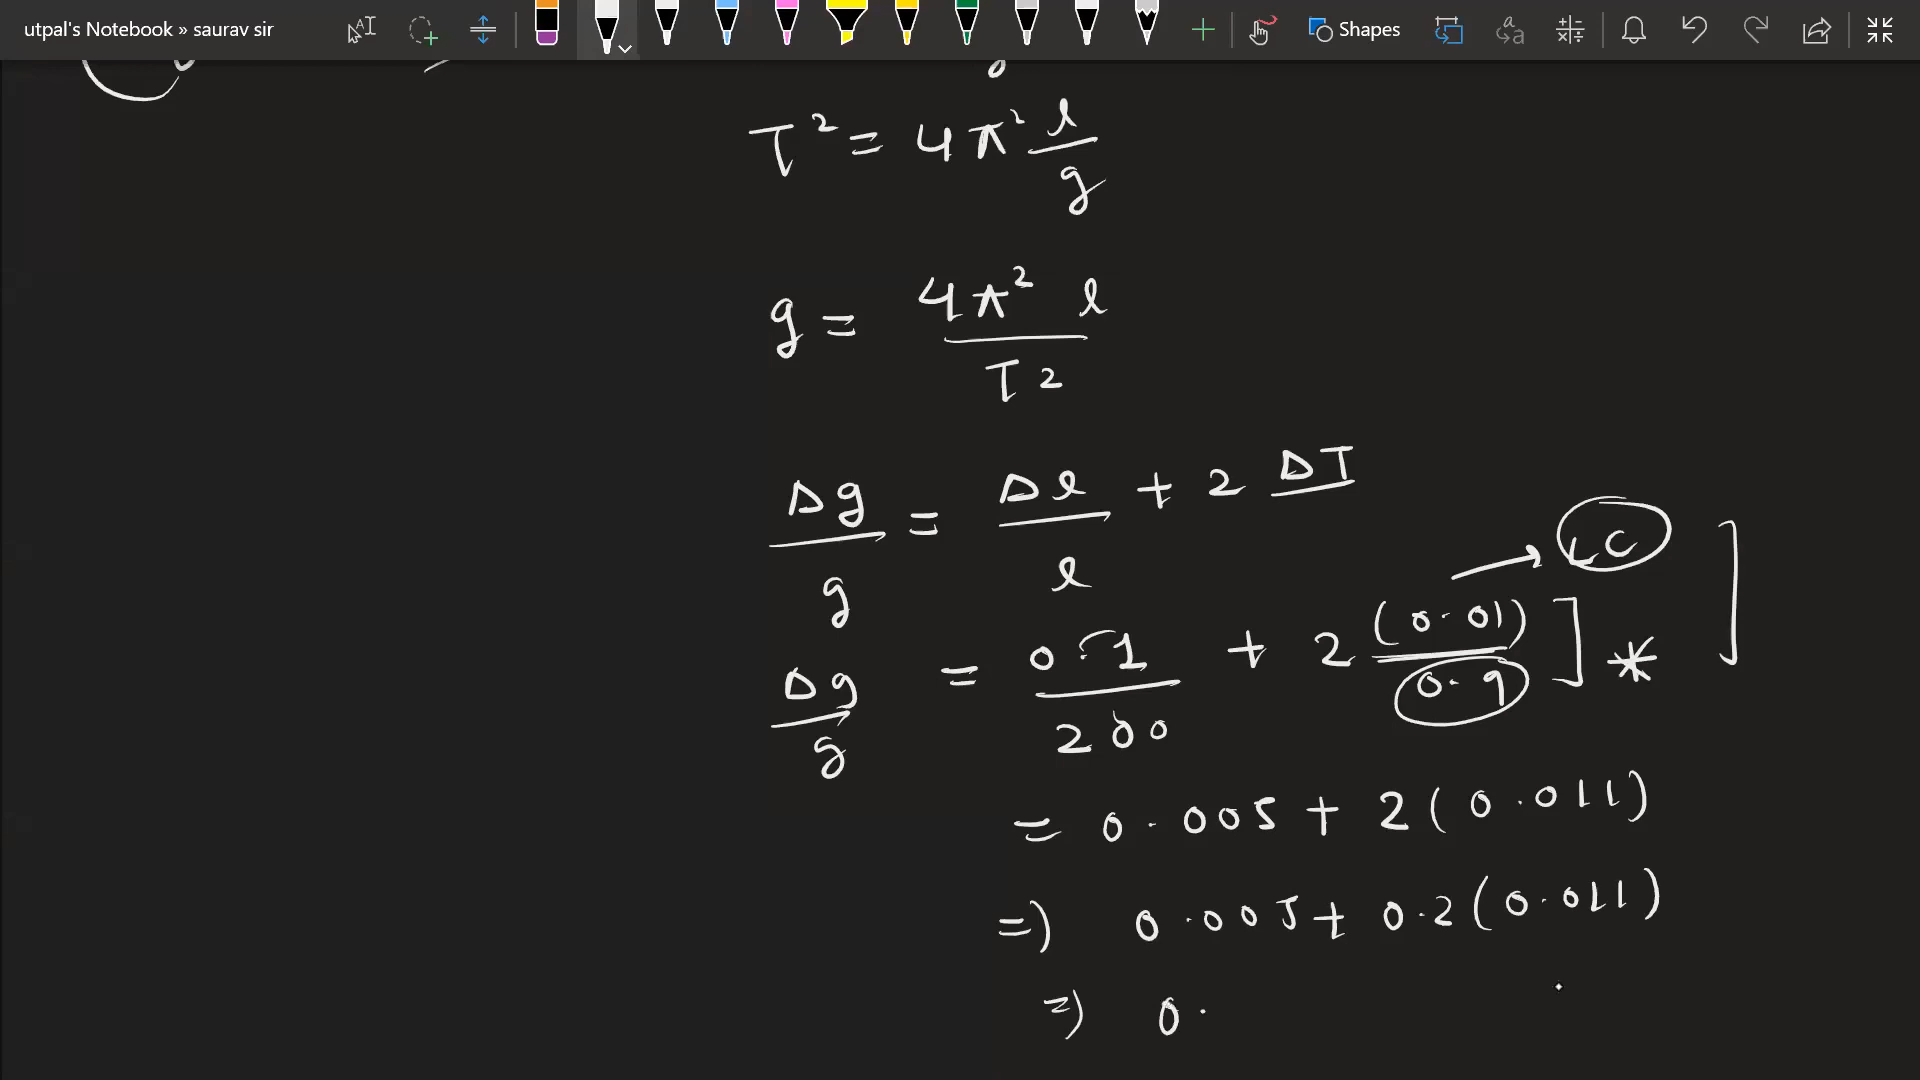 utpal's Notebook » saurav sir
Shapes
T² = 4π² l/g
g = 4π² l / T²
Δg/g = Δl/l + 2 ΔT
LC
Δg/g = 0.1/200 + 2 (0.01)/0.9 ] * ]
= 0.005 + 2(0.011)
=) 0.005 + 0.2(0.011)
=) 0.